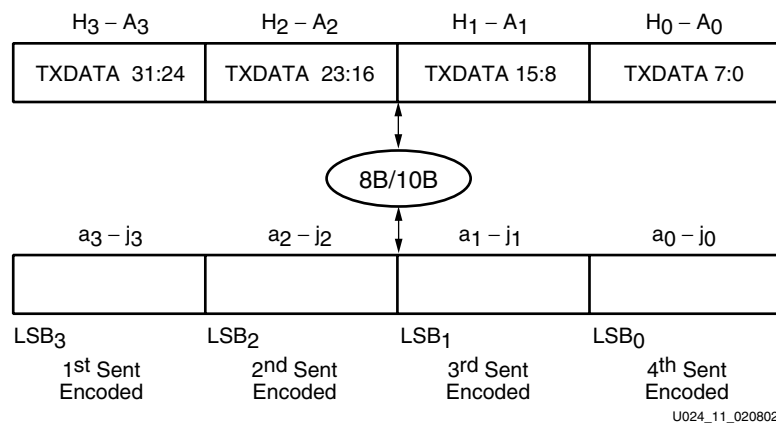 H3 – A3 H2 – A2 H1 – A1 H0 – A0
TXDATA 31:24 TXDATA 23:16 TXDATA 15:8 TXDATA 7:0
8B/10B
a3 – j3 a2 – j2 a1 – j1 a0 – j0
LSB3 LSB2 LSB1 LSB0
1st Sent 2nd Sent 3rd Sent 4th Sent
Encoded Encoded Encoded Encoded
U024_11_020802